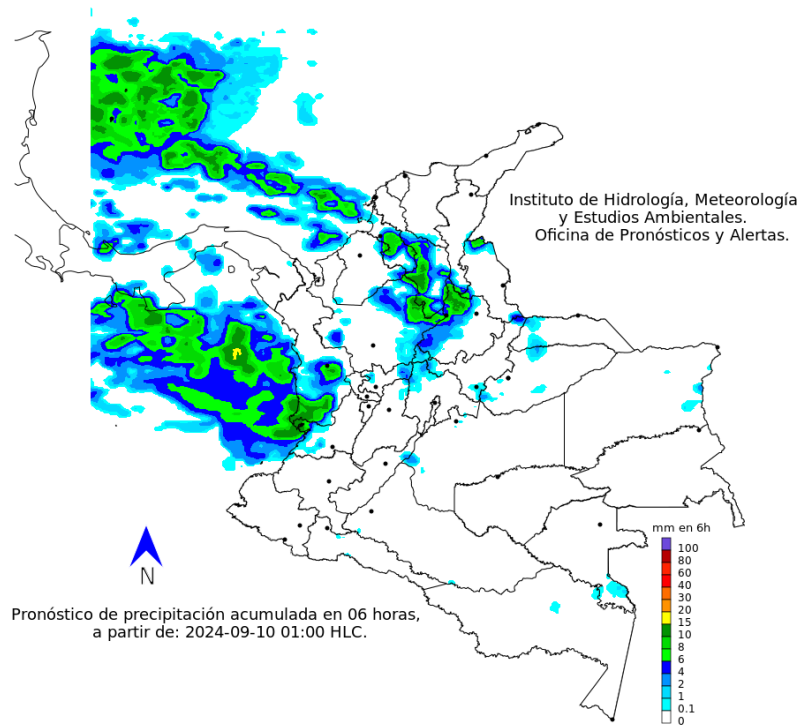 Instituto de Hidrología, Meteorología
y Estudios Ambientales.
Oficina de Pronósticos y Alertas.
mm en 6h
100
80
60
40
30
20
15
10
8
6
4
2
1
0.1
0
N
Pronóstico de precipitación acumulada en 06 horas,
a partir de: 2024-09-10 01:00 HLC.